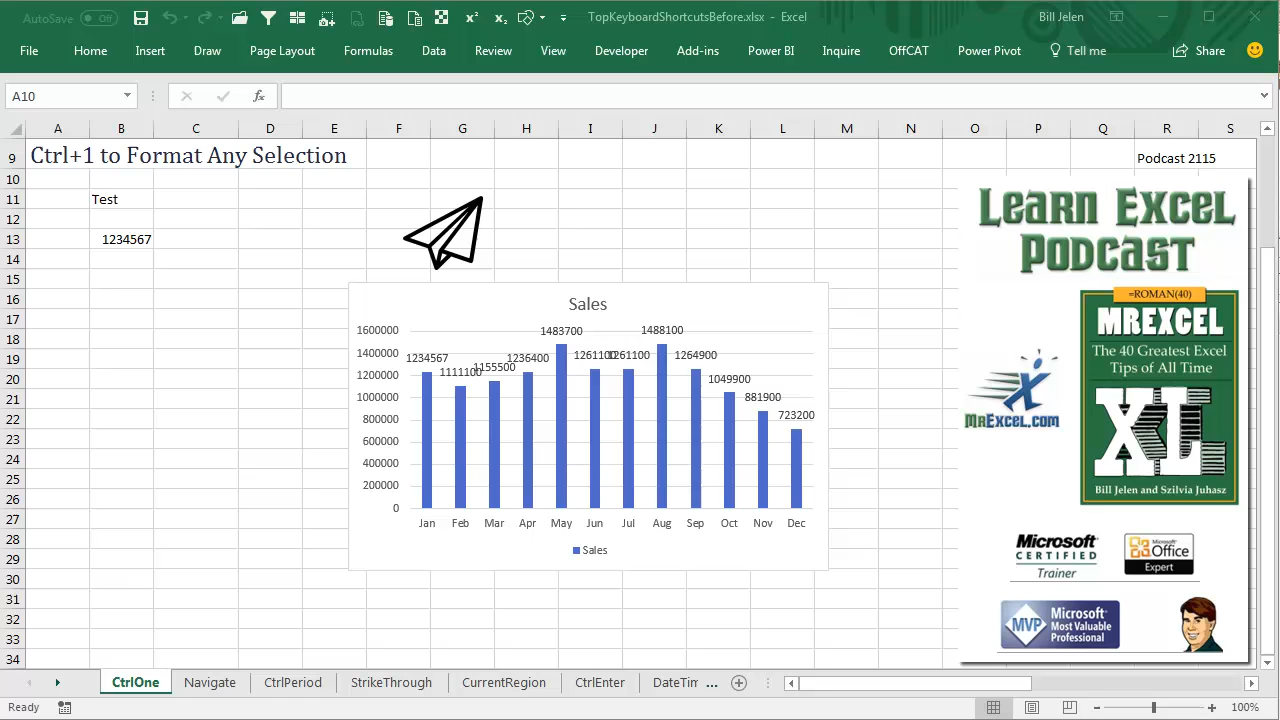 AutoSave Off
TopKeyboardShortcutsBefore.xlsx - Excel
Bill Jelen
File Home Insert Draw Page Layout Formulas Data Review View Developer Add-ins Power BI Inquire OffCAT Power Pivot Tell me Share
A10 fx
A B C D E F G H I J K L M N O P Q R S
9 Ctrl+1 to Format Any Selection Podcast 2115
10
11 Test
12
13 1234567
14
15
16
17
18
19
20
21
22
23
24
25
26
27
28
29
30
31
32
33
34
Sales
1600000
1400000
1200000
1000000
800000
600000
400000
200000
0
1234567
1111100
1155500
1236400
1483700
1261100
1261100
1488100
1264900
1049900
881900
723200
Jan Feb Mar Apr May Jun Jul Aug Sep Oct Nov Dec
Sales
Learn Excel
Podcast
=ROMAN(40)
MREXCEL
The 40 Greatest Excel
Tips of All Time
XL
Bill Jelen and Szilvia Juhasz
MrExcel.com
Microsoft
CERTIFIED
Trainer
Microsoft
Office
Expert
MVP
Microsoft
Most Valuable
Professional
CtrlOne Navigate CtrlPeriod StrikeThrough CurrentRegion CtrlEnter DateTim ...
Ready
100%